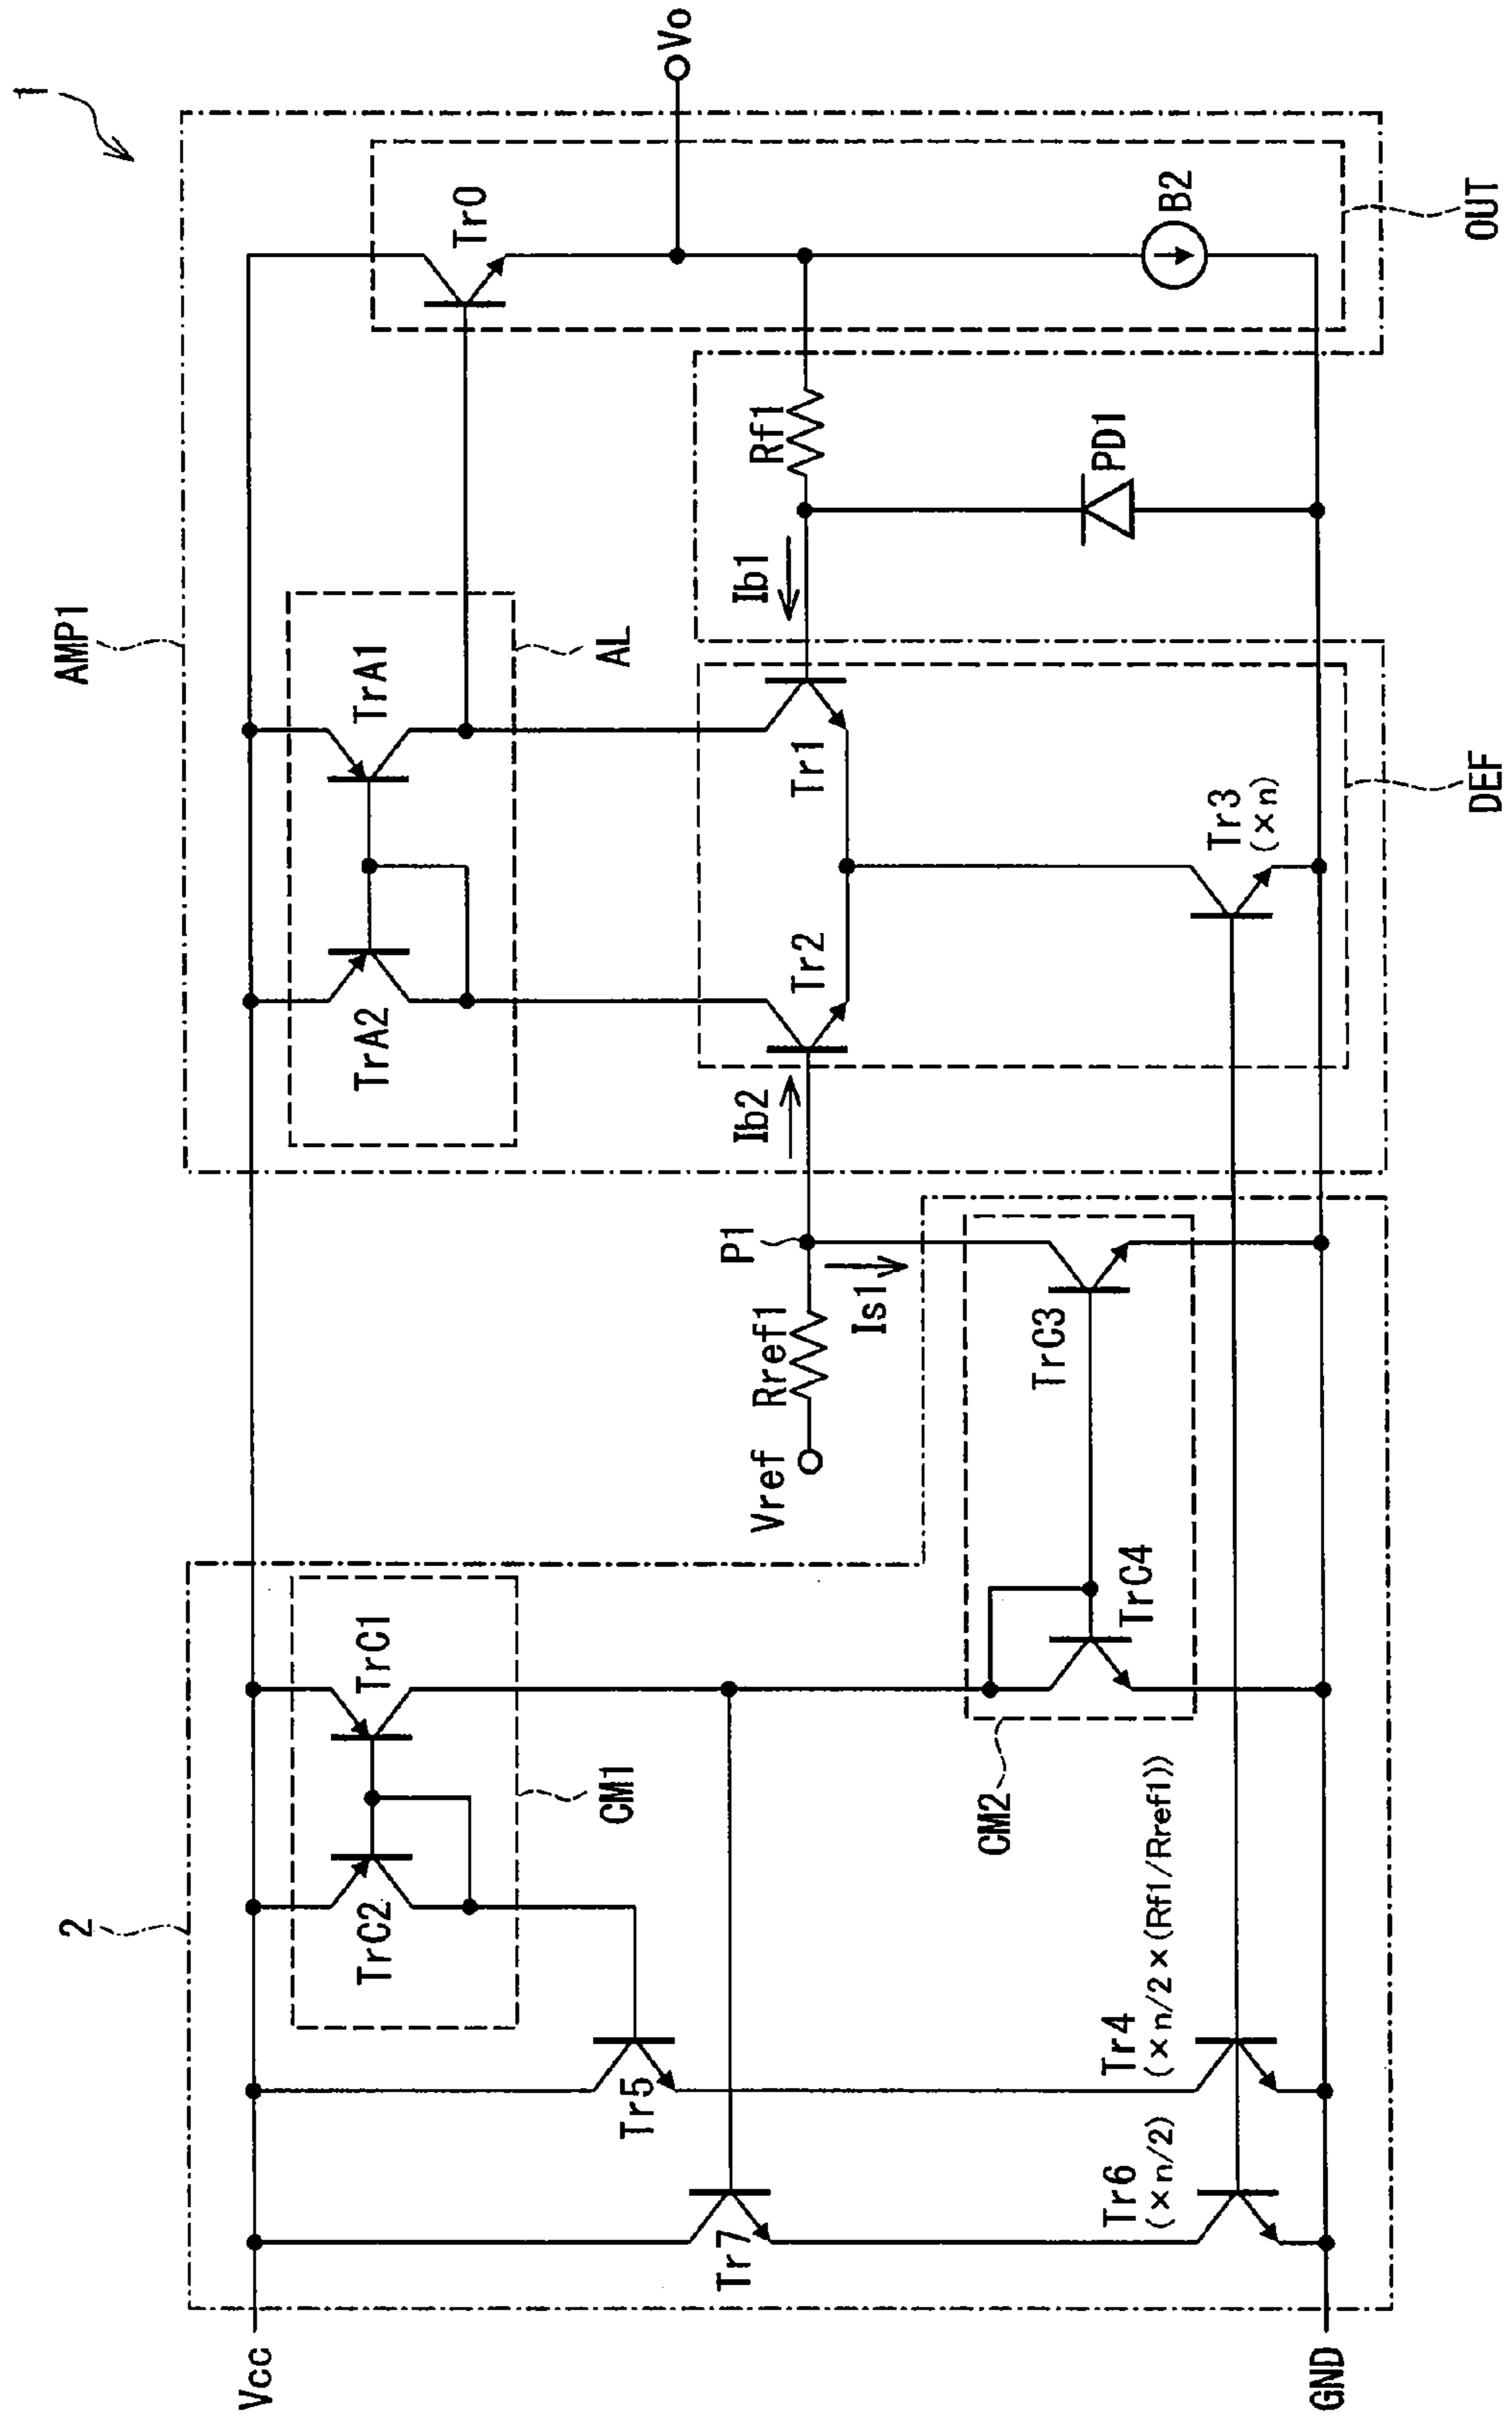 1
AMP1
2
Vcc
GND
Vo
Tr0
B2
OUT
TrA1
TrA2
AL
Rf1
PD1
Ib1
Tr1
Tr2
Ib2
Tr3
(×n)
DEF
P1
Is1
Rref1
Vref
TrC3
TrC4
CM2
TrC1
TrC2
CM1
Tr5
Tr4
(×n/2×(Rf1/Rref1))
Tr7
Tr6
(×n/2)